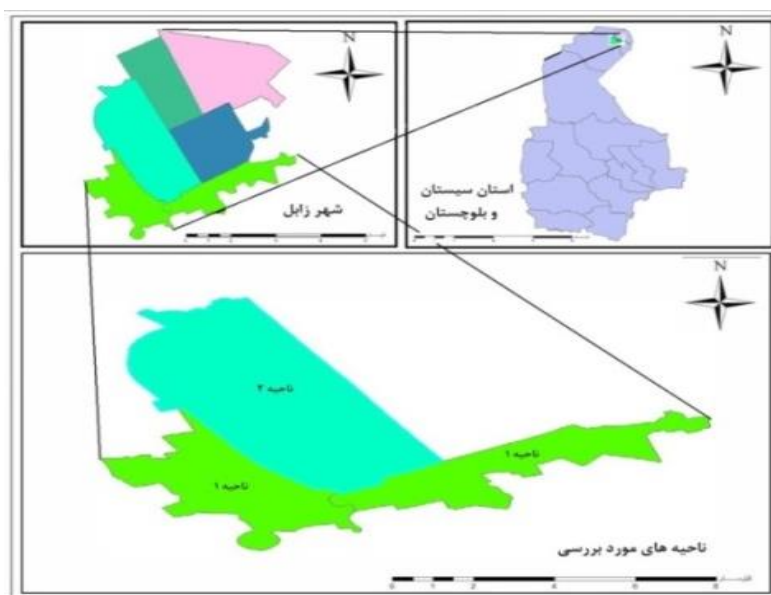 N
N
استان سیستان
و بلوچستان
شهر زابل
N
ناحیه ۲
ناحیه ۱
ناحیه ۱
ناحیه های مورد بررسی